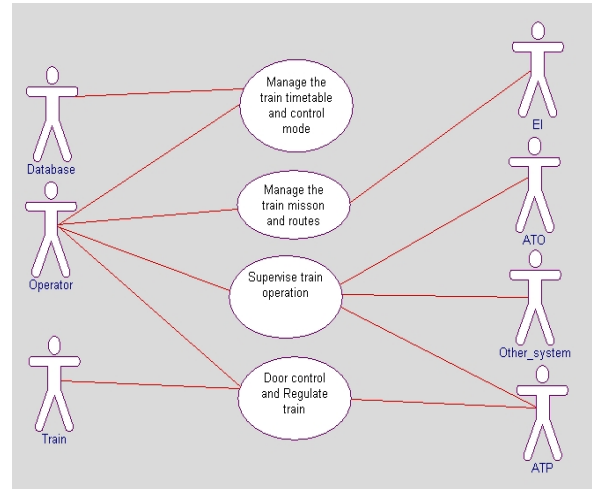 Database
Operator
Train
Manage the
train timetable
and control
mode
Manage the
train misson
and routes
Supervise train
operation
Door control
and Regulate
train
EI
ATO
Other_system
ATP